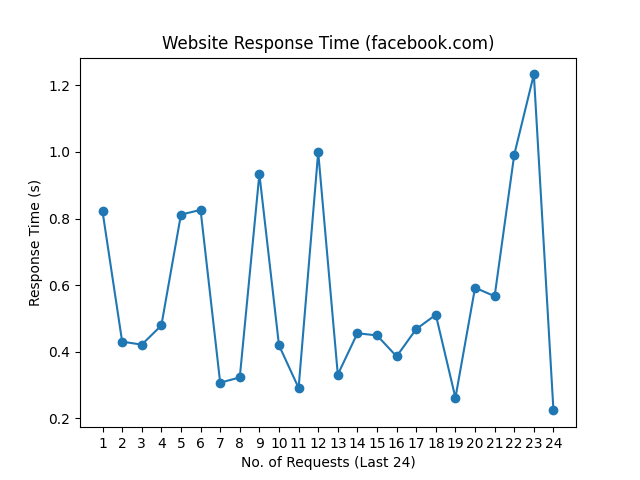 Website Response Time (facebook.com)
1.2
1.0
0.8
0.6
0.4
0.2
Response Time (s)
1 2 3 4 5 6 7 8 9 10 11 12 13 14 15 16 17 18 19 20 21 22 23 24
No. of Requests (Last 24)